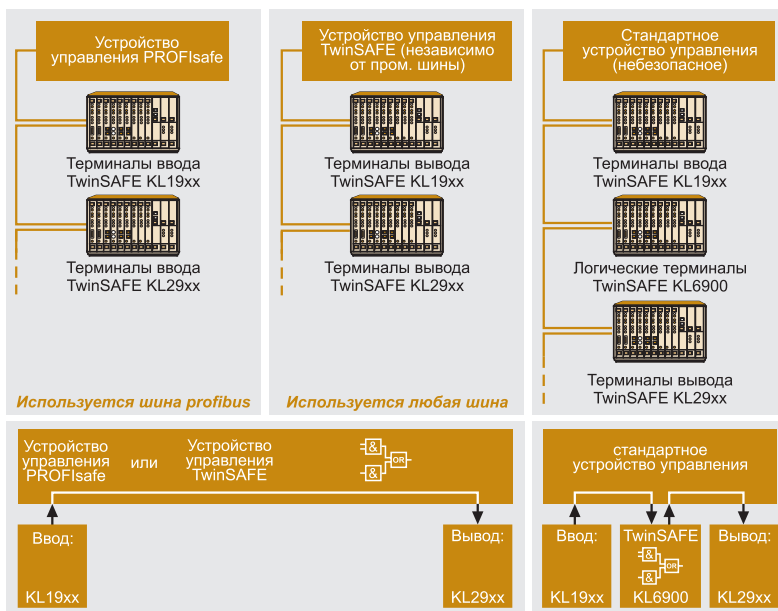 Устройство
управления PROFIsafe
Терминалы ввода
TwinSAFE KL19xx
Терминалы ввода
TwinSAFE KL29xx
Используется шина profibus
Устройство управления
TwinSAFE (независимо
от пром. шины)
Терминалы вывода
TwinSAFE KL19xx
Терминалы вывода
TwinSAFE KL29xx
Используется любая шина
Стандартное
устройство управления
(небезопасное)
Терминалы ввода
TwinSAFE KL19xx
Логические терминалы
TwinSAFE KL6900
Терминалы вывода
TwinSAFE KL29xx
Устройство
управления
PROFIsafe
или
Устройство
управления
TwinSAFE
&
OR
&
Ввод:
KL19xx
Вывод:
KL29xx
стандартное
устройство управления
Ввод:
KL19xx
TwinSAFE
&
OR
&
KL6900
Вывод:
KL29xx